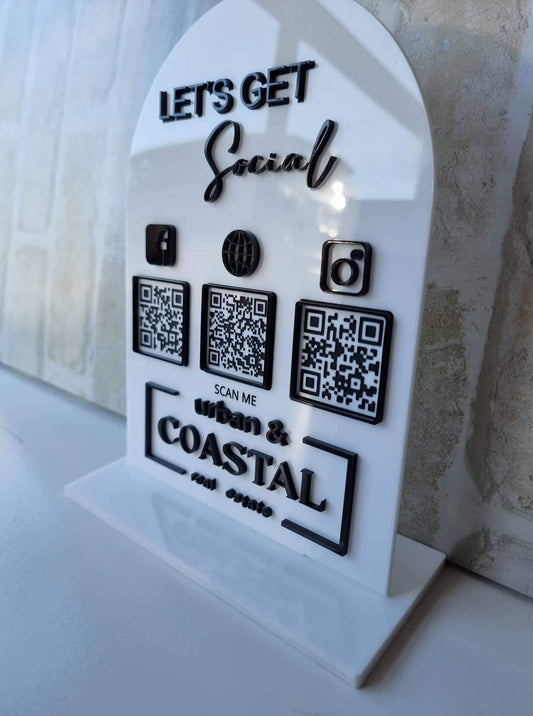 LET'S GET
Social
SCAN ME
urban &
COASTAL
real estate